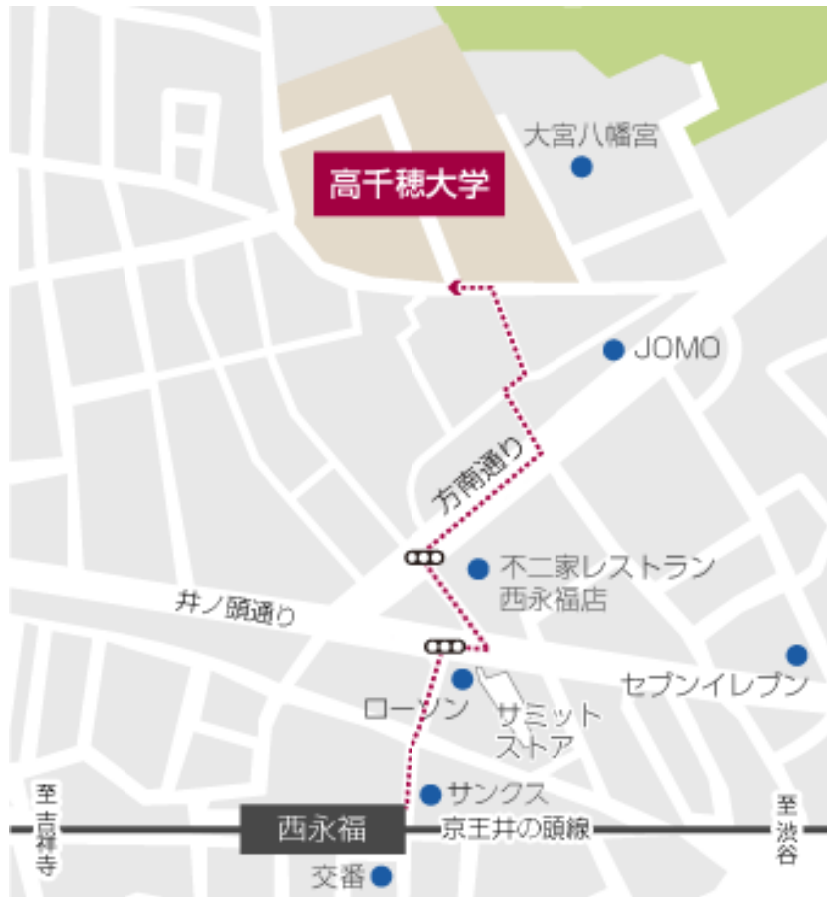 大宮八幡宮
高千穂大学
JOMO
方南通り
不二家レストラン
西永福店
井ノ頭通り
セブンイレブン
ローソン
サミット
ストア
サンクス
至吉祥寺
西永福
京王井の頭線
至渋谷
交番